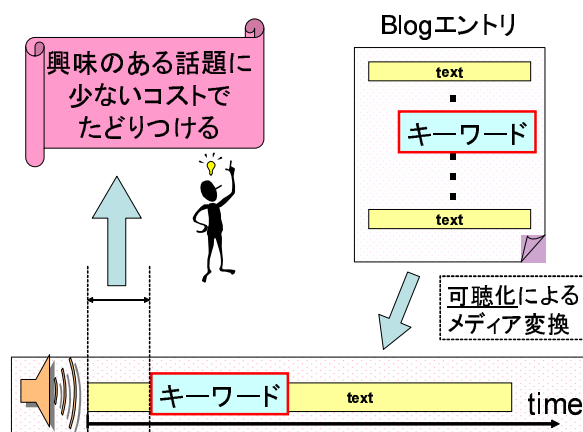 興味のある話題に
少ないコストで
たどりつける
Blogエントリ
text
キーワード
text
可聴化による
メディア変換
キーワード
text
time